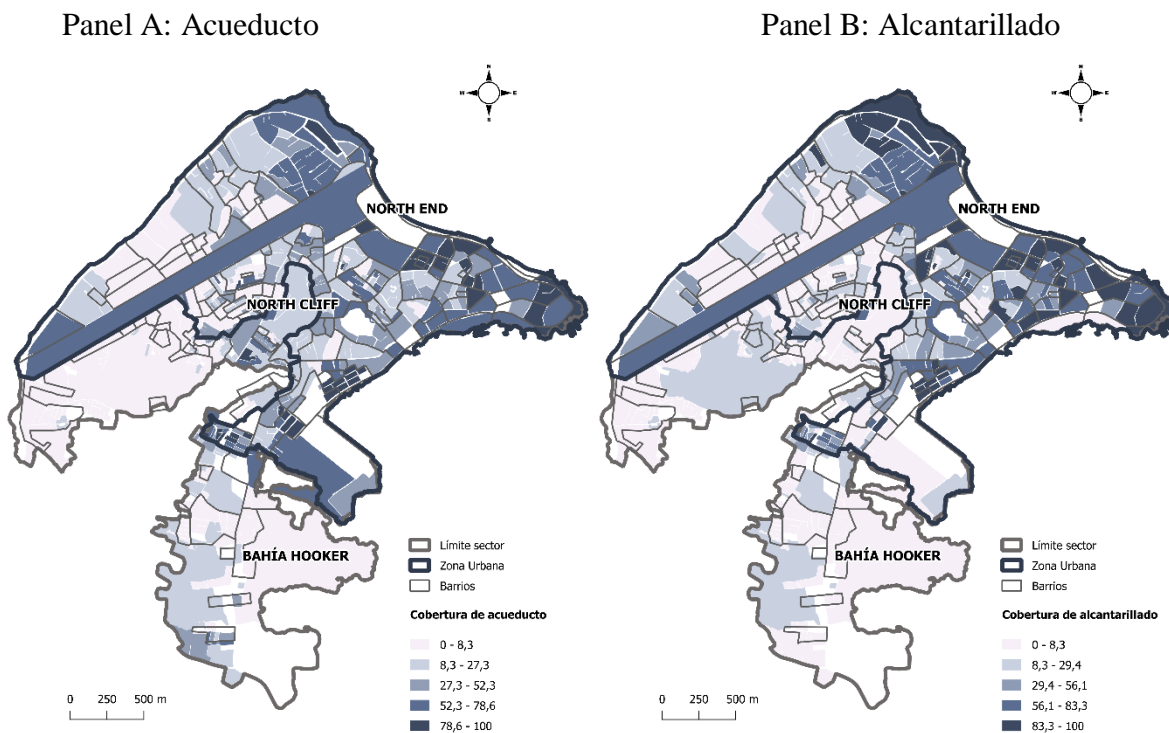 Panel A: Acueducto
Panel B: Alcantarillado
N
W E
S
NORTH END
NORTH CLIFF
BAHÍA HOOKER
Límite sector
Zona Urbana
Barrios
Cobertura de acueducto
0 - 8,3
8,3 - 27,3
27,3 - 52,3
52,3 - 78,6
78,6 - 100
0 250 500 m
N
W E
S
NORTH END
NORTH CLIFF
BAHÍA HOOKER
Límite sector
Zona Urbana
Barrios
Cobertura de alcantarillado
0 - 8,3
8,3 - 29,4
29,4 - 56,1
56,1 - 83,3
83,3 - 100
0 250 500 m